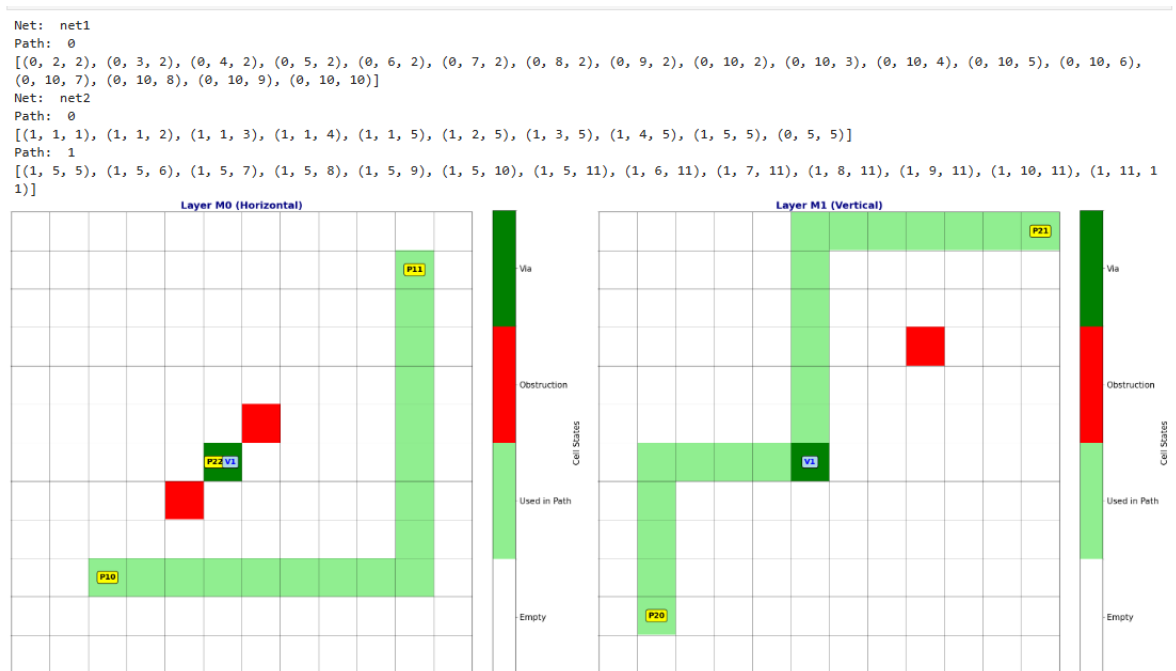 Net:  net1
Path:  0
[(0, 2, 2), (0, 3, 2), (0, 4, 2), (0, 5, 2), (0, 6, 2), (0, 7, 2), (0, 8, 2), (0, 9, 2), (0, 10, 2), (0, 10, 3), (0, 10, 4), (0, 10, 5), (0, 10, 6),
(0, 10, 7), (0, 10, 8), (0, 10, 9), (0, 10, 10)]
Net:  net2
Path:  0
[(1, 1, 1), (1, 1, 2), (1, 1, 3), (1, 1, 4), (1, 1, 5), (1, 2, 5), (1, 3, 5), (1, 4, 5), (1, 5, 5), (0, 5, 5)]
Path:  1
[(1, 5, 5), (1, 5, 6), (1, 5, 7), (1, 5, 8), (1, 5, 9), (1, 5, 10), (1, 5, 11), (1, 6, 11), (1, 7, 11), (1, 8, 11), (1, 9, 11), (1, 10, 11), (1, 11, 1
1)]
Layer M0 (Horizontal)
P11
P22 V1
P10
Via
Obstruction
Used in Path
Empty
Cell States
Layer M1 (Vertical)
P21
V1
P20
Via
Obstruction
Used in Path
Empty
Cell States